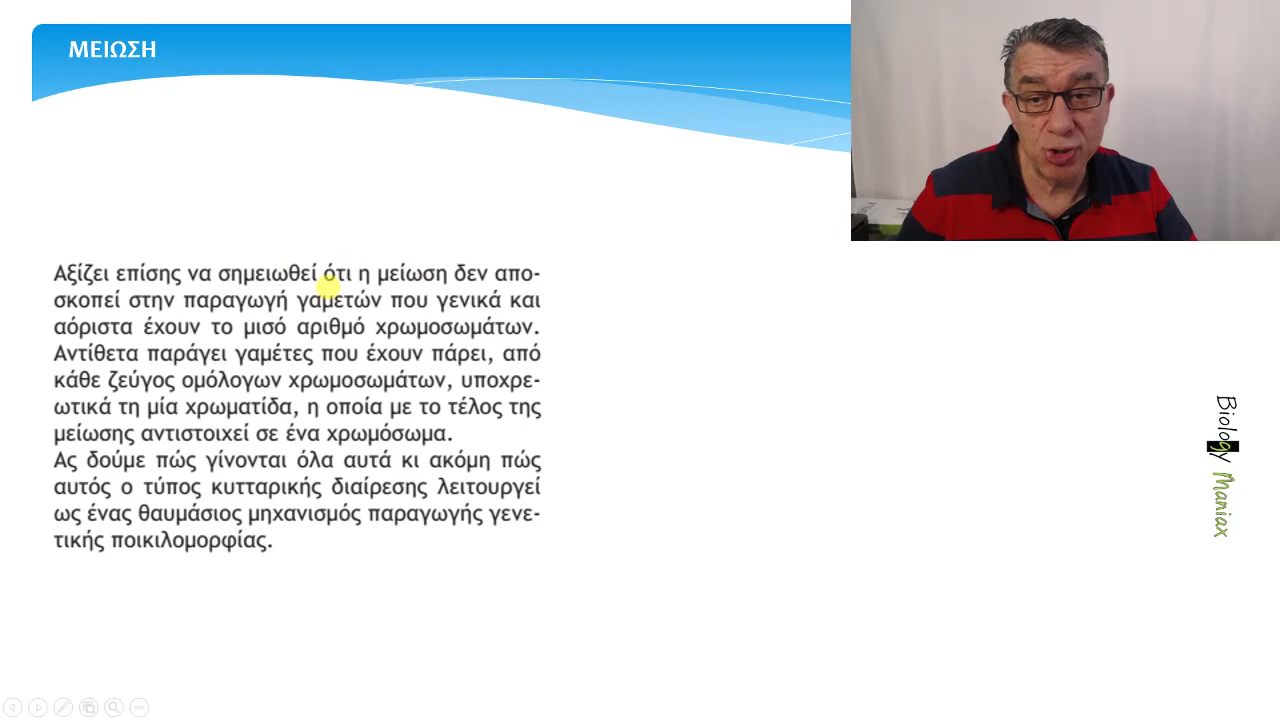 ΜΕΙΩΣΗ
Αξίζει επίσης να σημειωθεί ότι η μείωση δεν απο-
σκοπεί στην παραγωγή γαμετών που γενικά και
αόριστα έχουν το μισό αριθμό χρωμοσωμάτων.
Αντίθετα παράγει γαμέτες που έχουν πάρει, από
κάθε ζεύγος ομόλογων χρωμοσωμάτων, υποχρε-
ωτικά τη μία χρωματίδα, η οποία με το τέλος της
μείωσης αντιστοιχεί σε ένα χρωμόσωμα.
Ας δούμε πώς γίνονται όλα αυτά κι ακόμη πώς
αυτός ο τύπος κυτταρικής διαίρεσης λειτουργεί
ως ένας θαυμάσιος μηχανισμός παραγωγής γενε-
τικής ποικιλομορφίας.
Biology Maniax